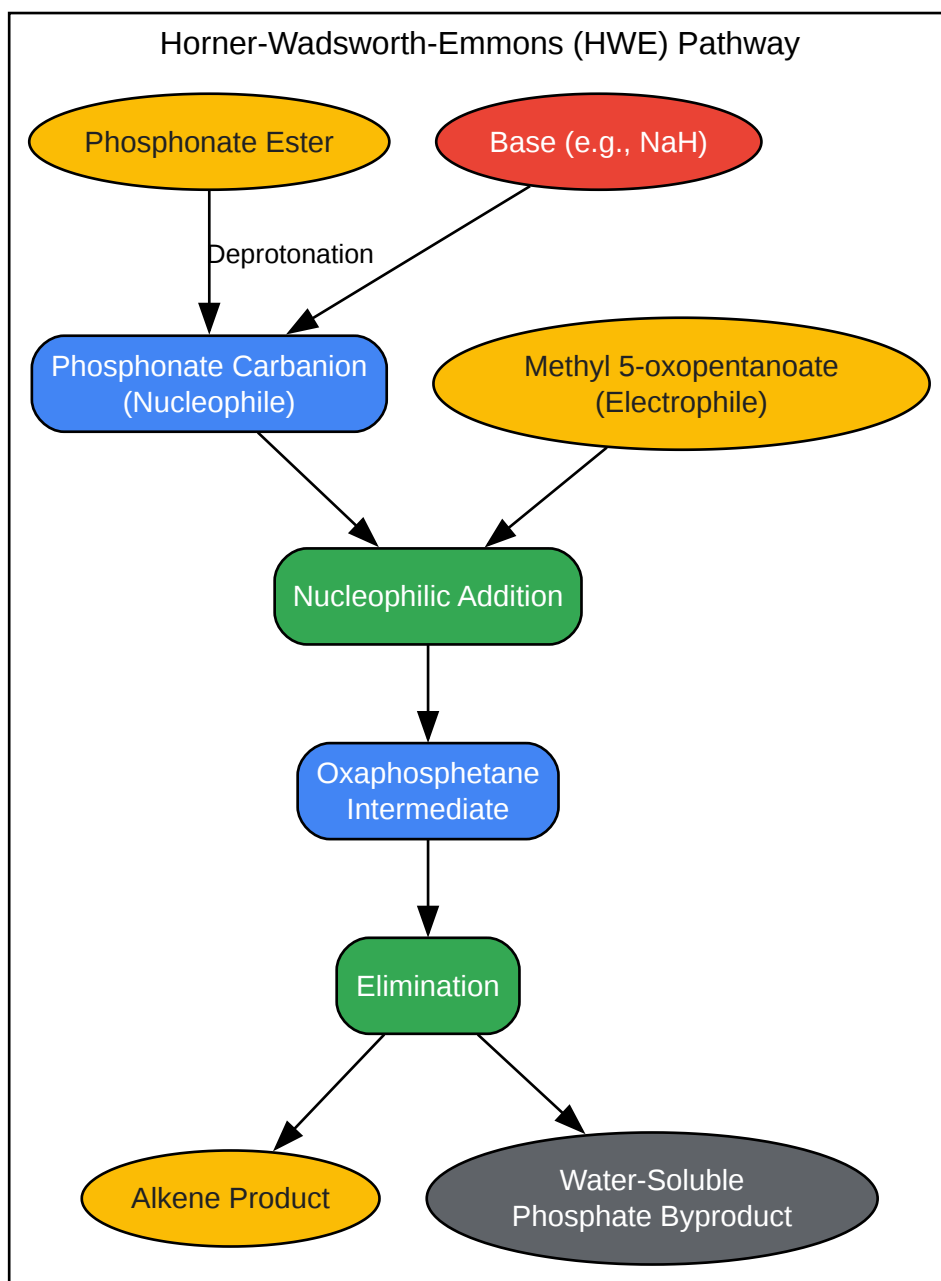 Horner-Wadsworth-Emmons (HWE) Pathway
Phosphonate Ester
Base (e.g., NaH)
Deprotonation
Phosphonate Carbanion
(Nucleophile)
Methyl 5-oxopentanoate
(Electrophile)
Nucleophilic Addition
Oxaphosphetane
Intermediate
Elimination
Alkene Product
Water-Soluble
Phosphate Byproduct